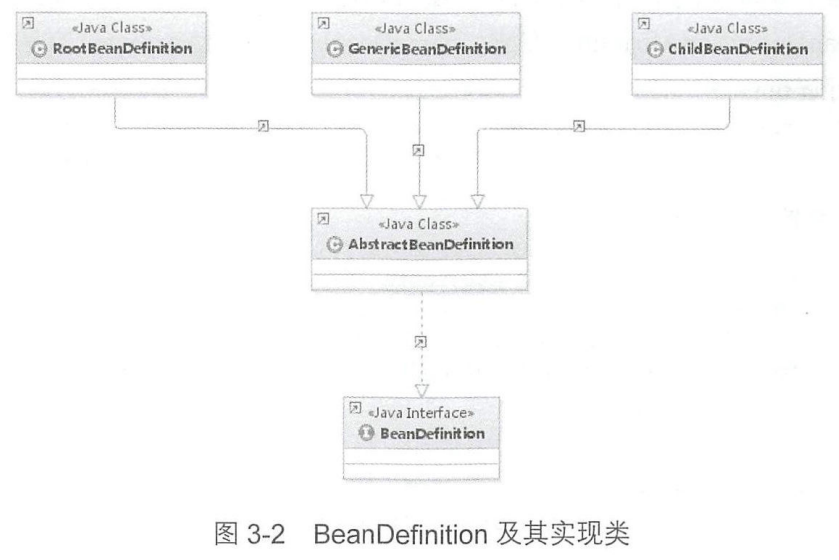 «Java Class»
RootBeanDefinition
«Java Class»
GenericBeanDefinition
«Java Class»
ChildBeanDefinition
«Java Class»
AbstractBeanDefinition
«Java Interface»
BeanDefinition
图 3-2 BeanDefinition 及其实现类